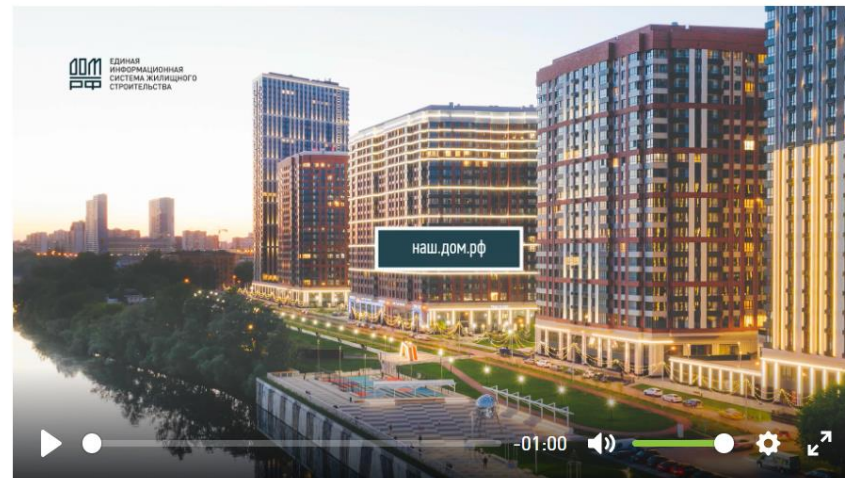 ДОМ
РФ
ЕДИНАЯ
ИНФОРМАЦИОННАЯ
СИСТЕМА ЖИЛИЩНОГО
СТРОИТЕЛЬСТВА
наш.дом.рф
-01:00